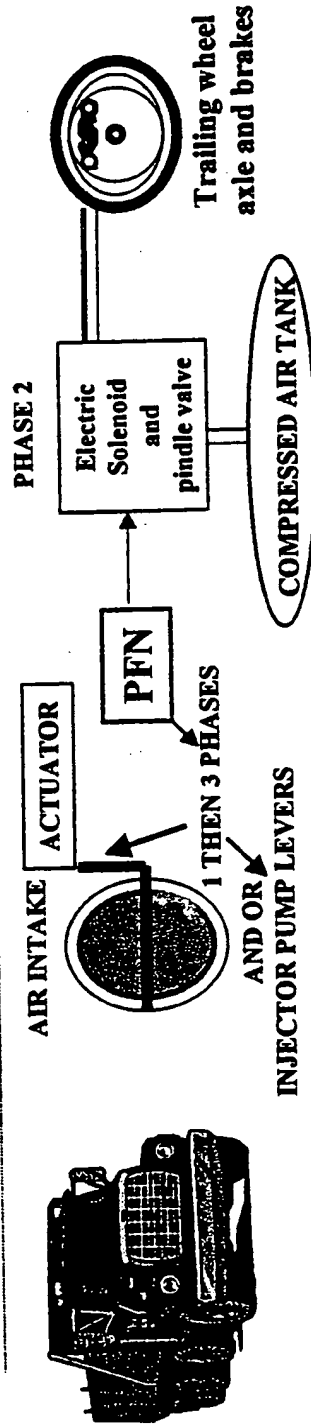 AIR INTAKE
ACTUATOR
PFN
1 THEN 3 PHASES
AND OR
INJECTOR PUMP LEVERS
PHASE 2
Electric
Solenoid
and
pindle valve
COMPRESSED AIR TANK
Trailing wheel
axle and brakes